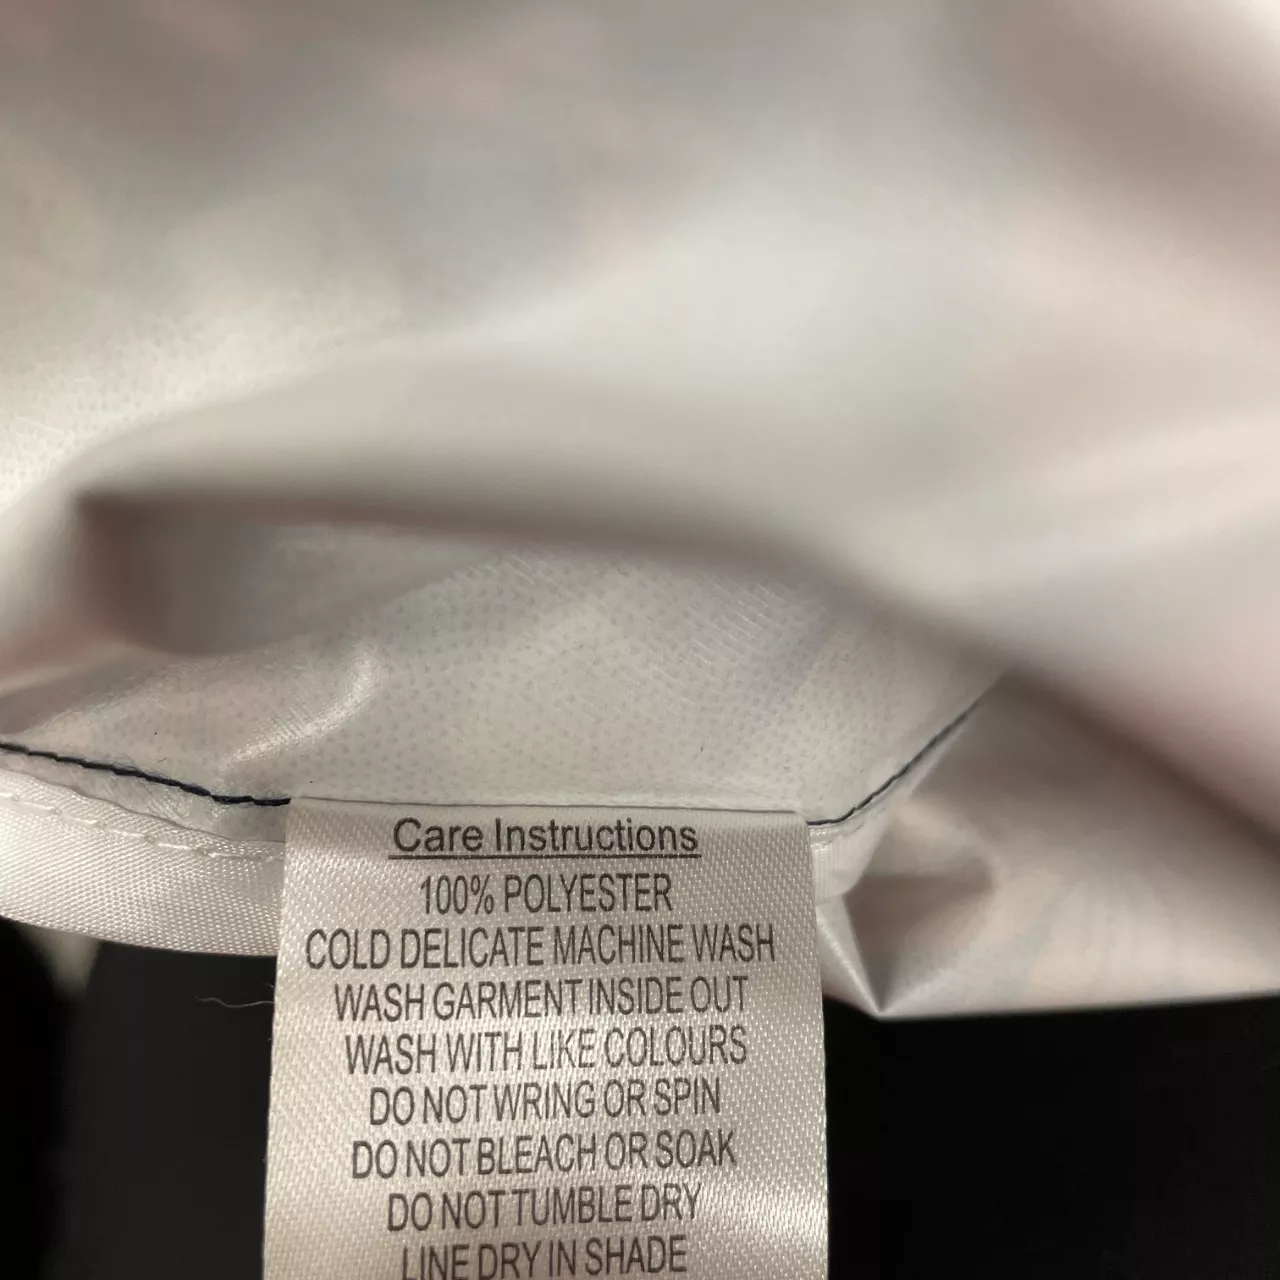 Care Instructions
100% POLYESTER
COLD DELICATE MACHINE WASH
WASH GARMENT INSIDE OUT
WASH WITH LIKE COLOURS
DO NOT WRING OR SPIN
DO NOT BLEACH OR SOAK
DO NOT TUMBLE DRY
LINE DRY IN SHADE